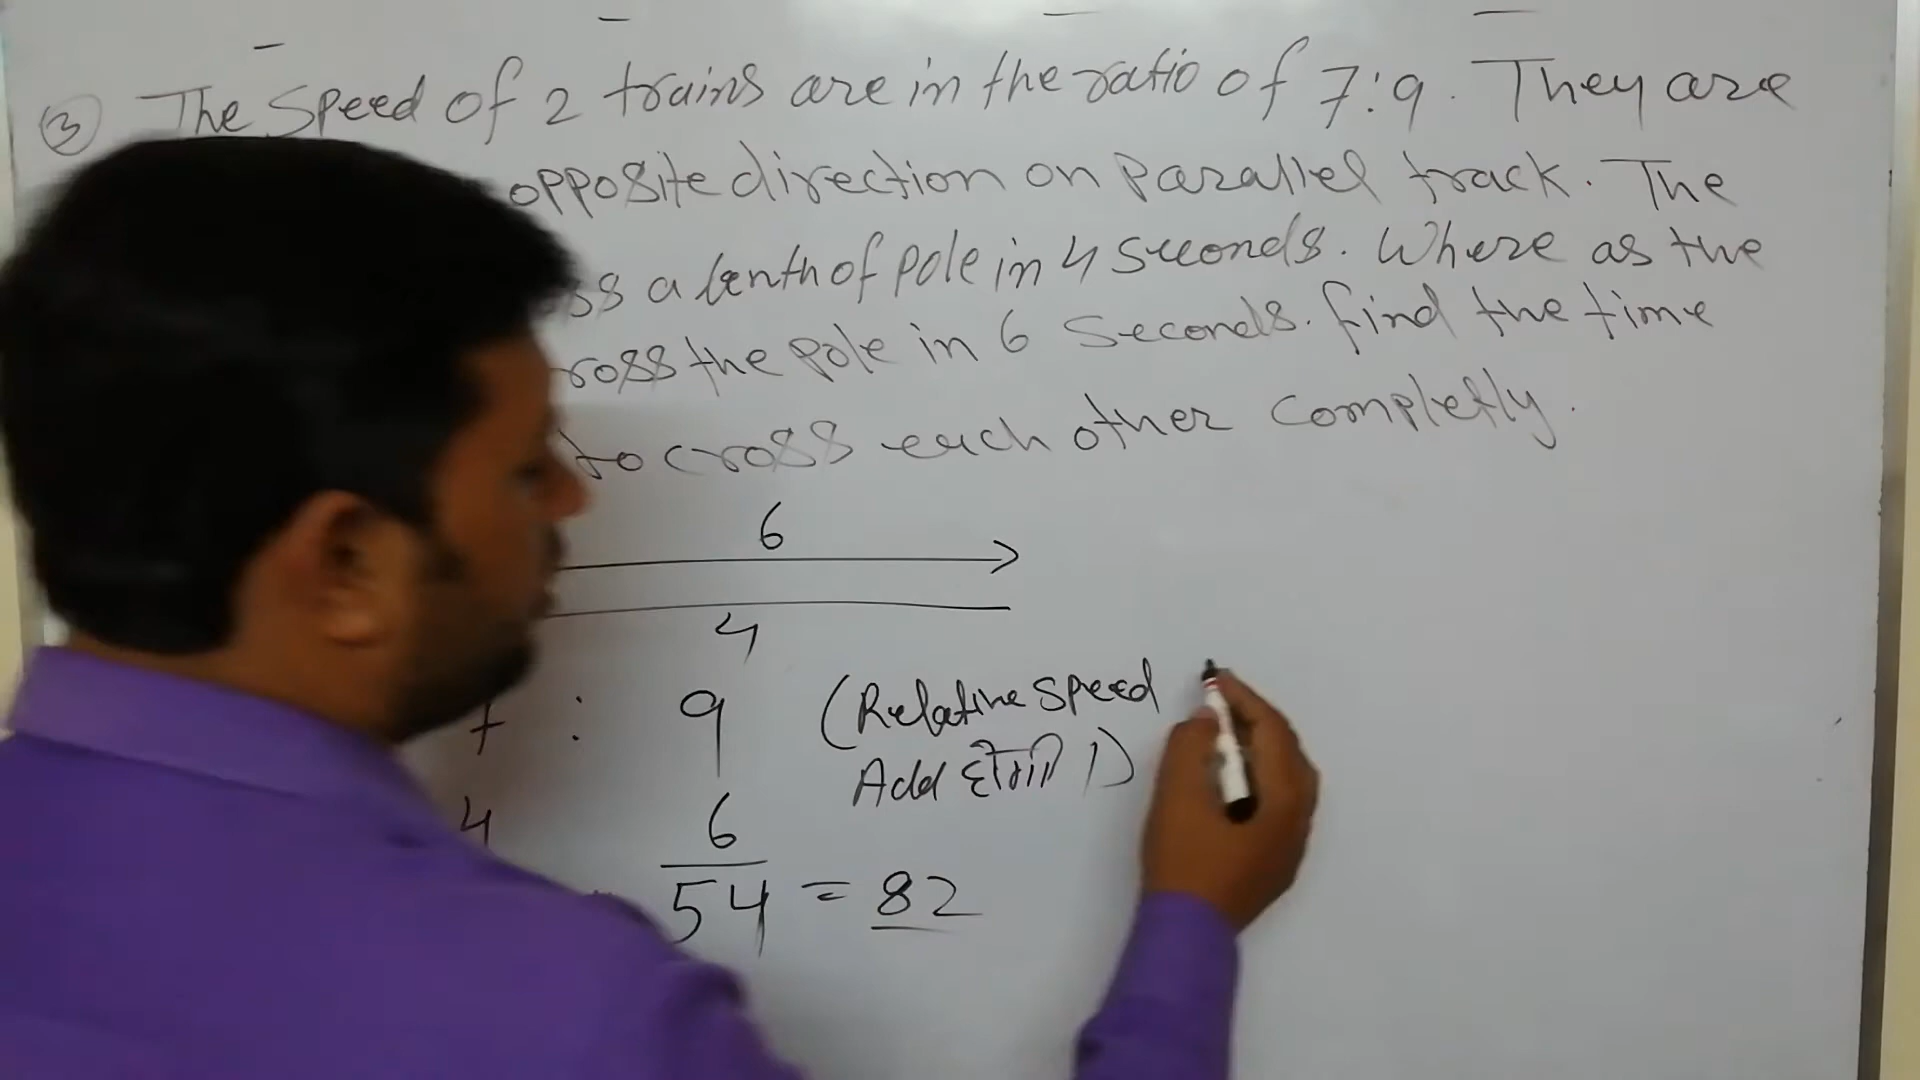 ③ The Speed of 2 trains are in the ratio of 7:9. They are
opposite direction on Parallel track. The
ss a lenth of pole in 4 Seconds. Where as the
ross the pole in 6 Seconds. find the time
to cross each other completly.
6
4
7 : 9 (Relative Speed
Add
4 6
54 = 82